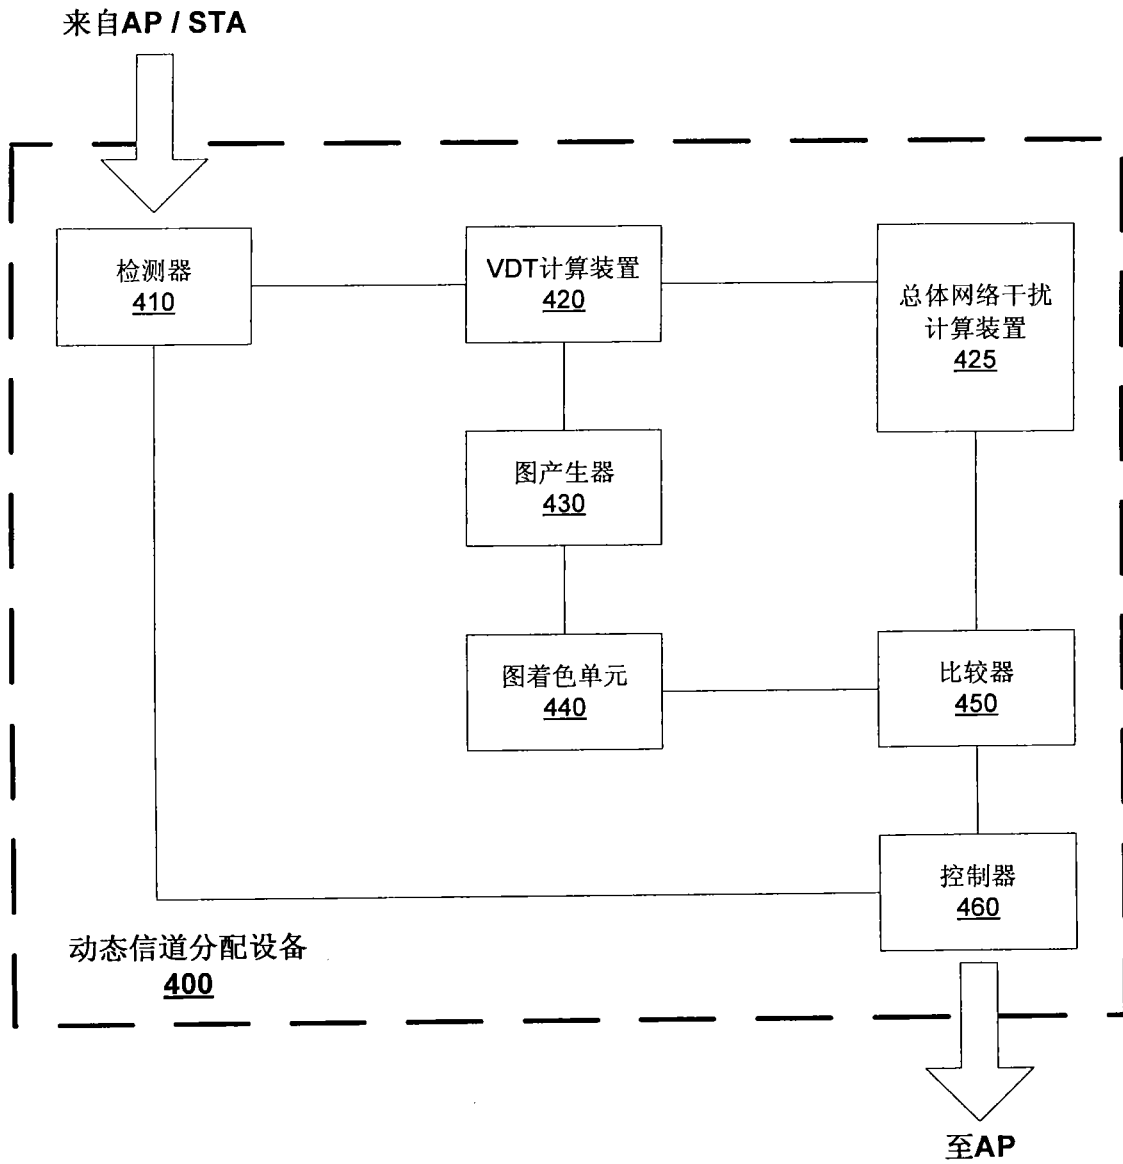 来自AP / STA
检测器
410
VDT计算装置
420
总体网络干扰
计算装置
425
图产生器
430
图着色单元
440
比较器
450
控制器
460
动态信道分配设备
400
至AP